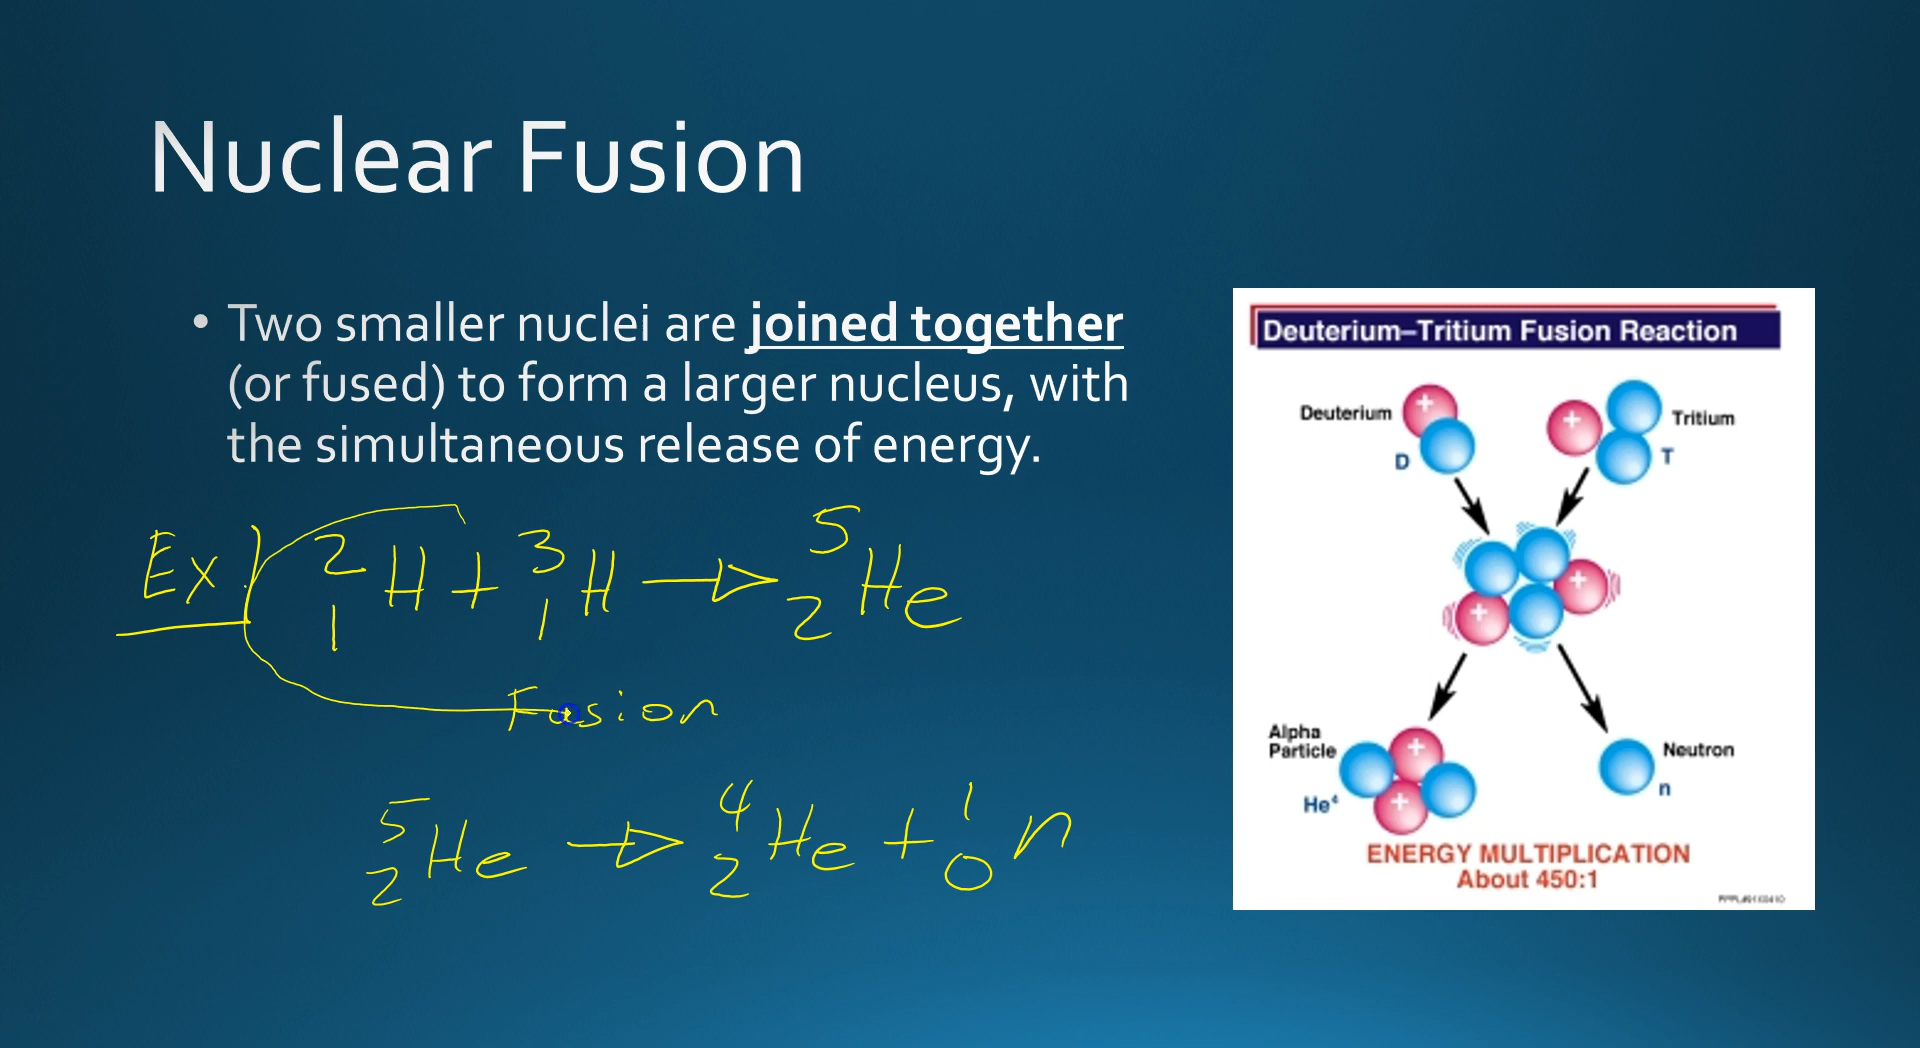 Nuclear Fusion
• Two smaller nuclei are joined together
(or fused) to form a larger nucleus, with
the simultaneous release of energy.
Ex) ²₁H + ³₁H → ⁵₂He
Fusion
⁵₂He → ⁴₂He + ¹₀n
Deuterium–Tritium Fusion Reaction
Deuterium
D
Tritium
T
+
+
+
+
Alpha
Particle
He⁴
+
+
Neutron
n
ENERGY MULTIPLICATION
About 450:1